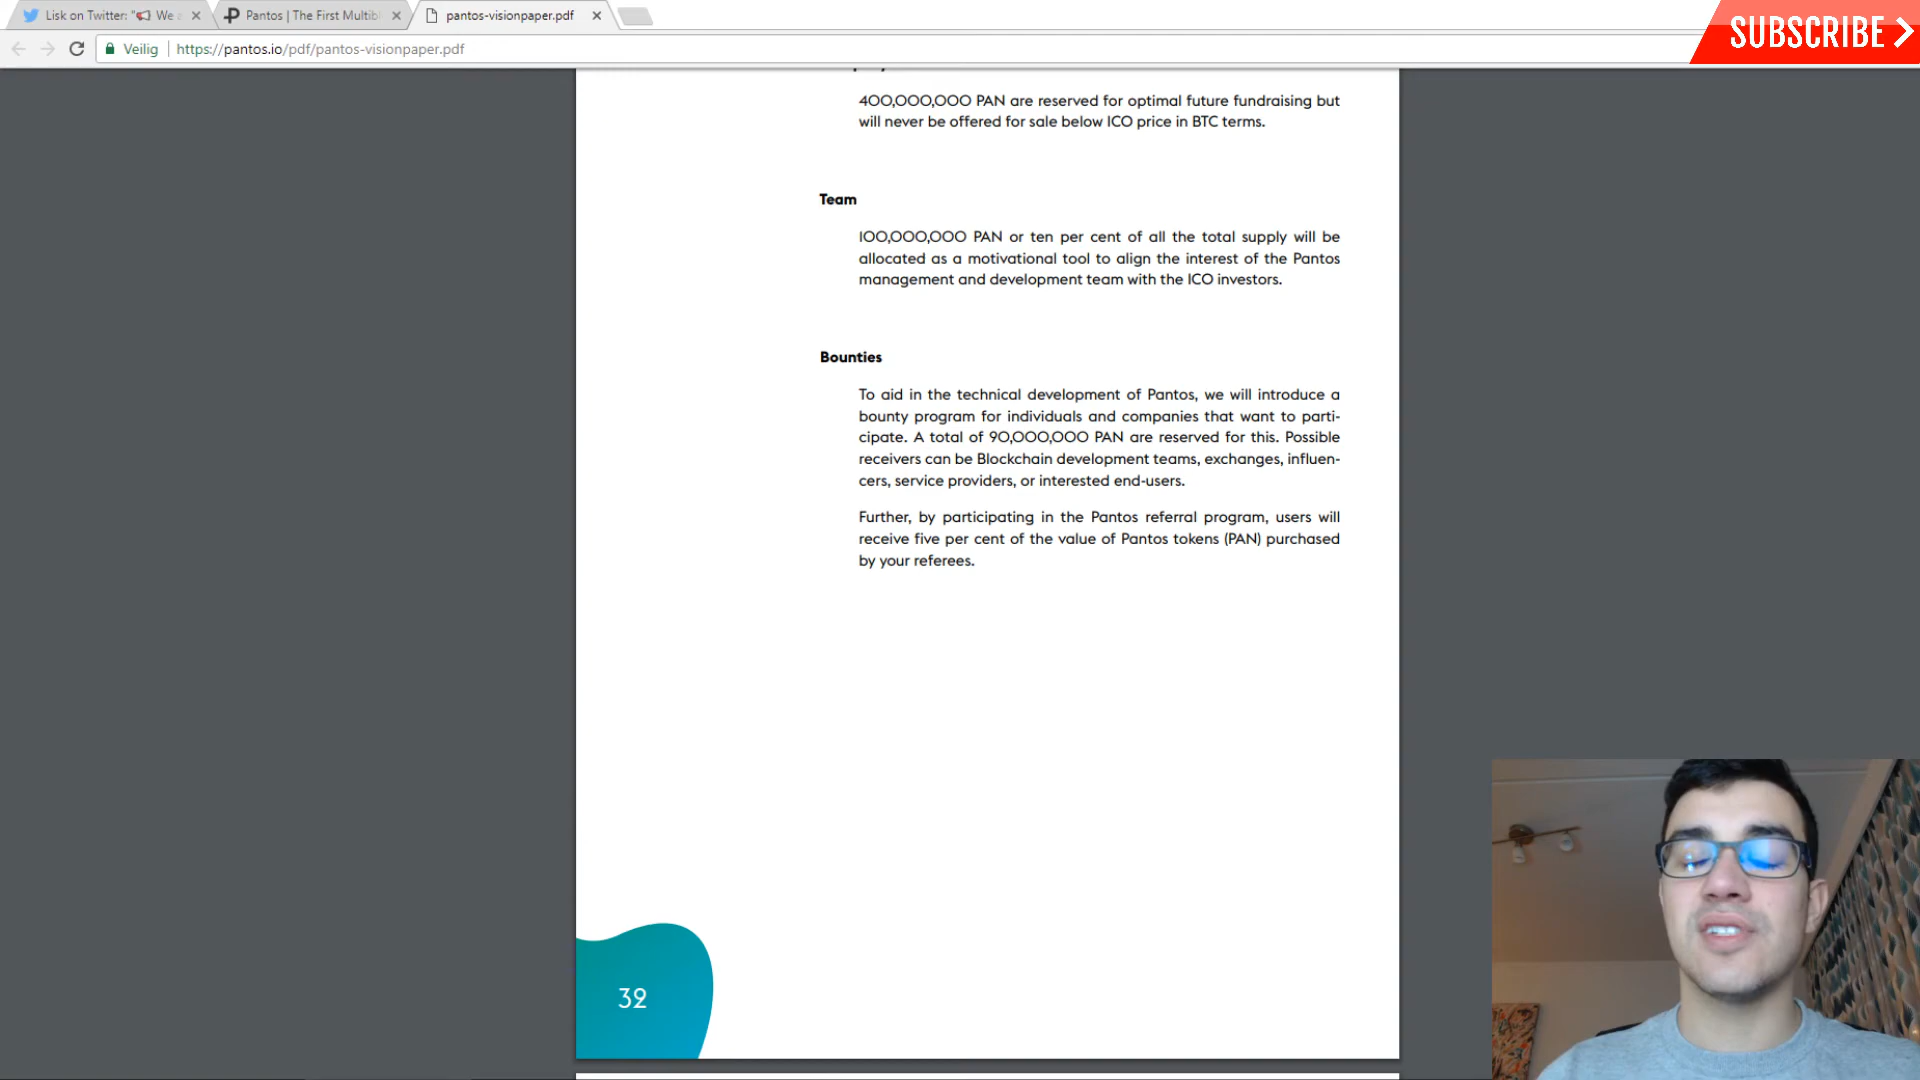 Lisk on Twitter: "📢 We a
Pantos | The First Multibl
pantos-visionpaper.pdf
SUBSCRIBE
Veilig
https://pantos.io/pdf/pantos-visionpaper.pdf
400,000,000 PAN are reserved for optimal future fundraising but
will never be offered for sale below ICO price in BTC terms.
Team
100,000,000 PAN or ten per cent of all the total supply will be
allocated as a motivational tool to align the interest of the Pantos
management and development team with the ICO investors.
Bounties
To aid in the technical development of Pantos, we will introduce a
bounty program for individuals and companies that want to parti-
cipate. A total of 90,000,000 PAN are reserved for this. Possible
receivers can be Blockchain development teams, exchanges, influen-
cers, service providers, or interested end-users.
Further, by participating in the Pantos referral program, users will
receive five per cent of the value of Pantos tokens (PAN) purchased
by your referees.
32